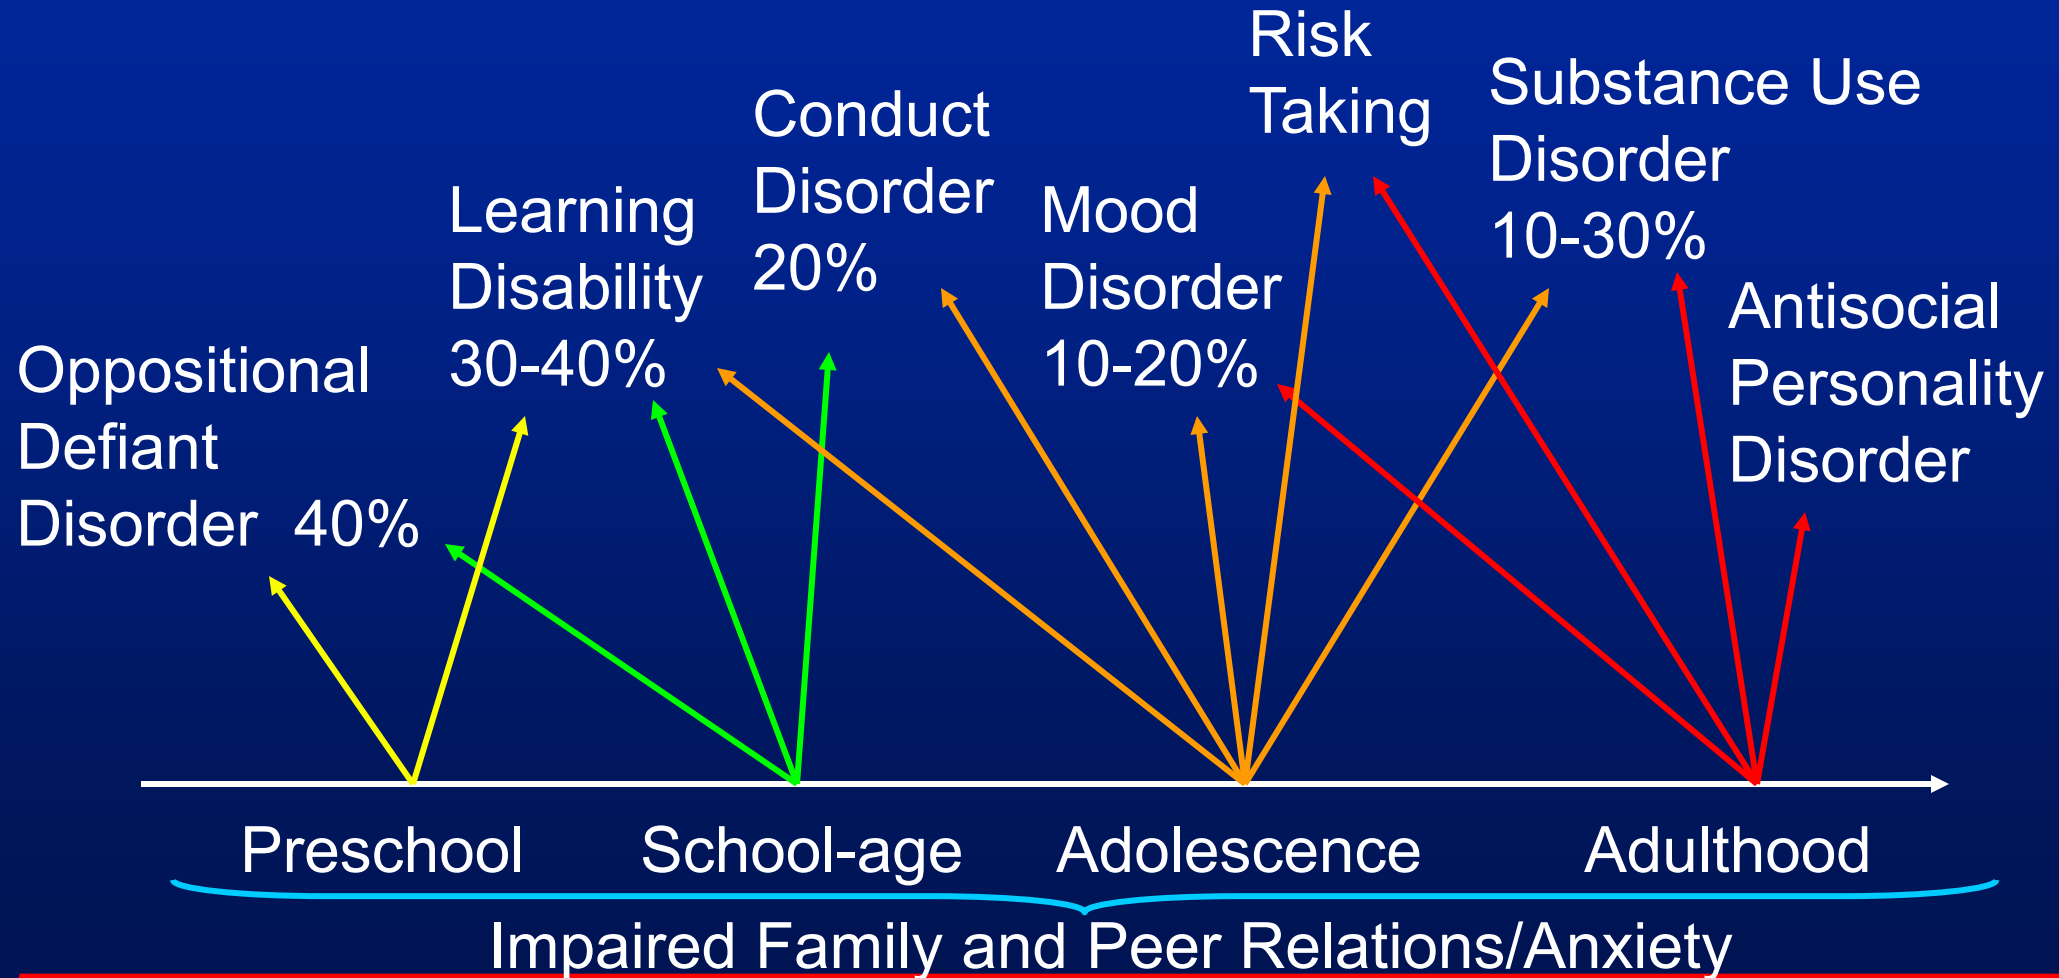 Oppositional
Defiant
Disorder  40%
Learning
Disability
30-40%
Conduct
Disorder
20%
Mood
Disorder
10-20%
Risk
Taking
Substance Use
Disorder
10-30%
Antisocial
Personality
Disorder
Preschool
School-age
Adolescence
Adulthood
Impaired Family and Peer Relations/Anxiety